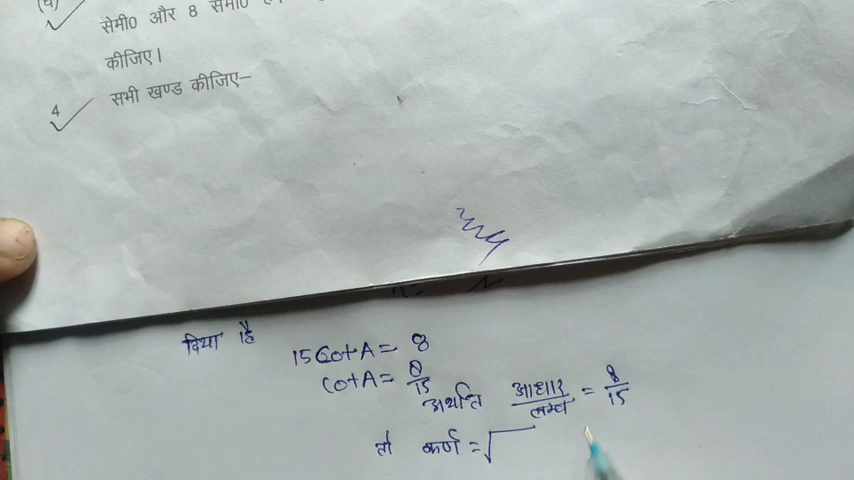 सेमी0 और 8 सेमी0
कीजिए।
4 सभी खण्ड कीजिए–
दिया है
15 Cot A = 8
Cot A = 8/15
अर्थात आधार/लम्ब = 8/15
तो कर्ण = √